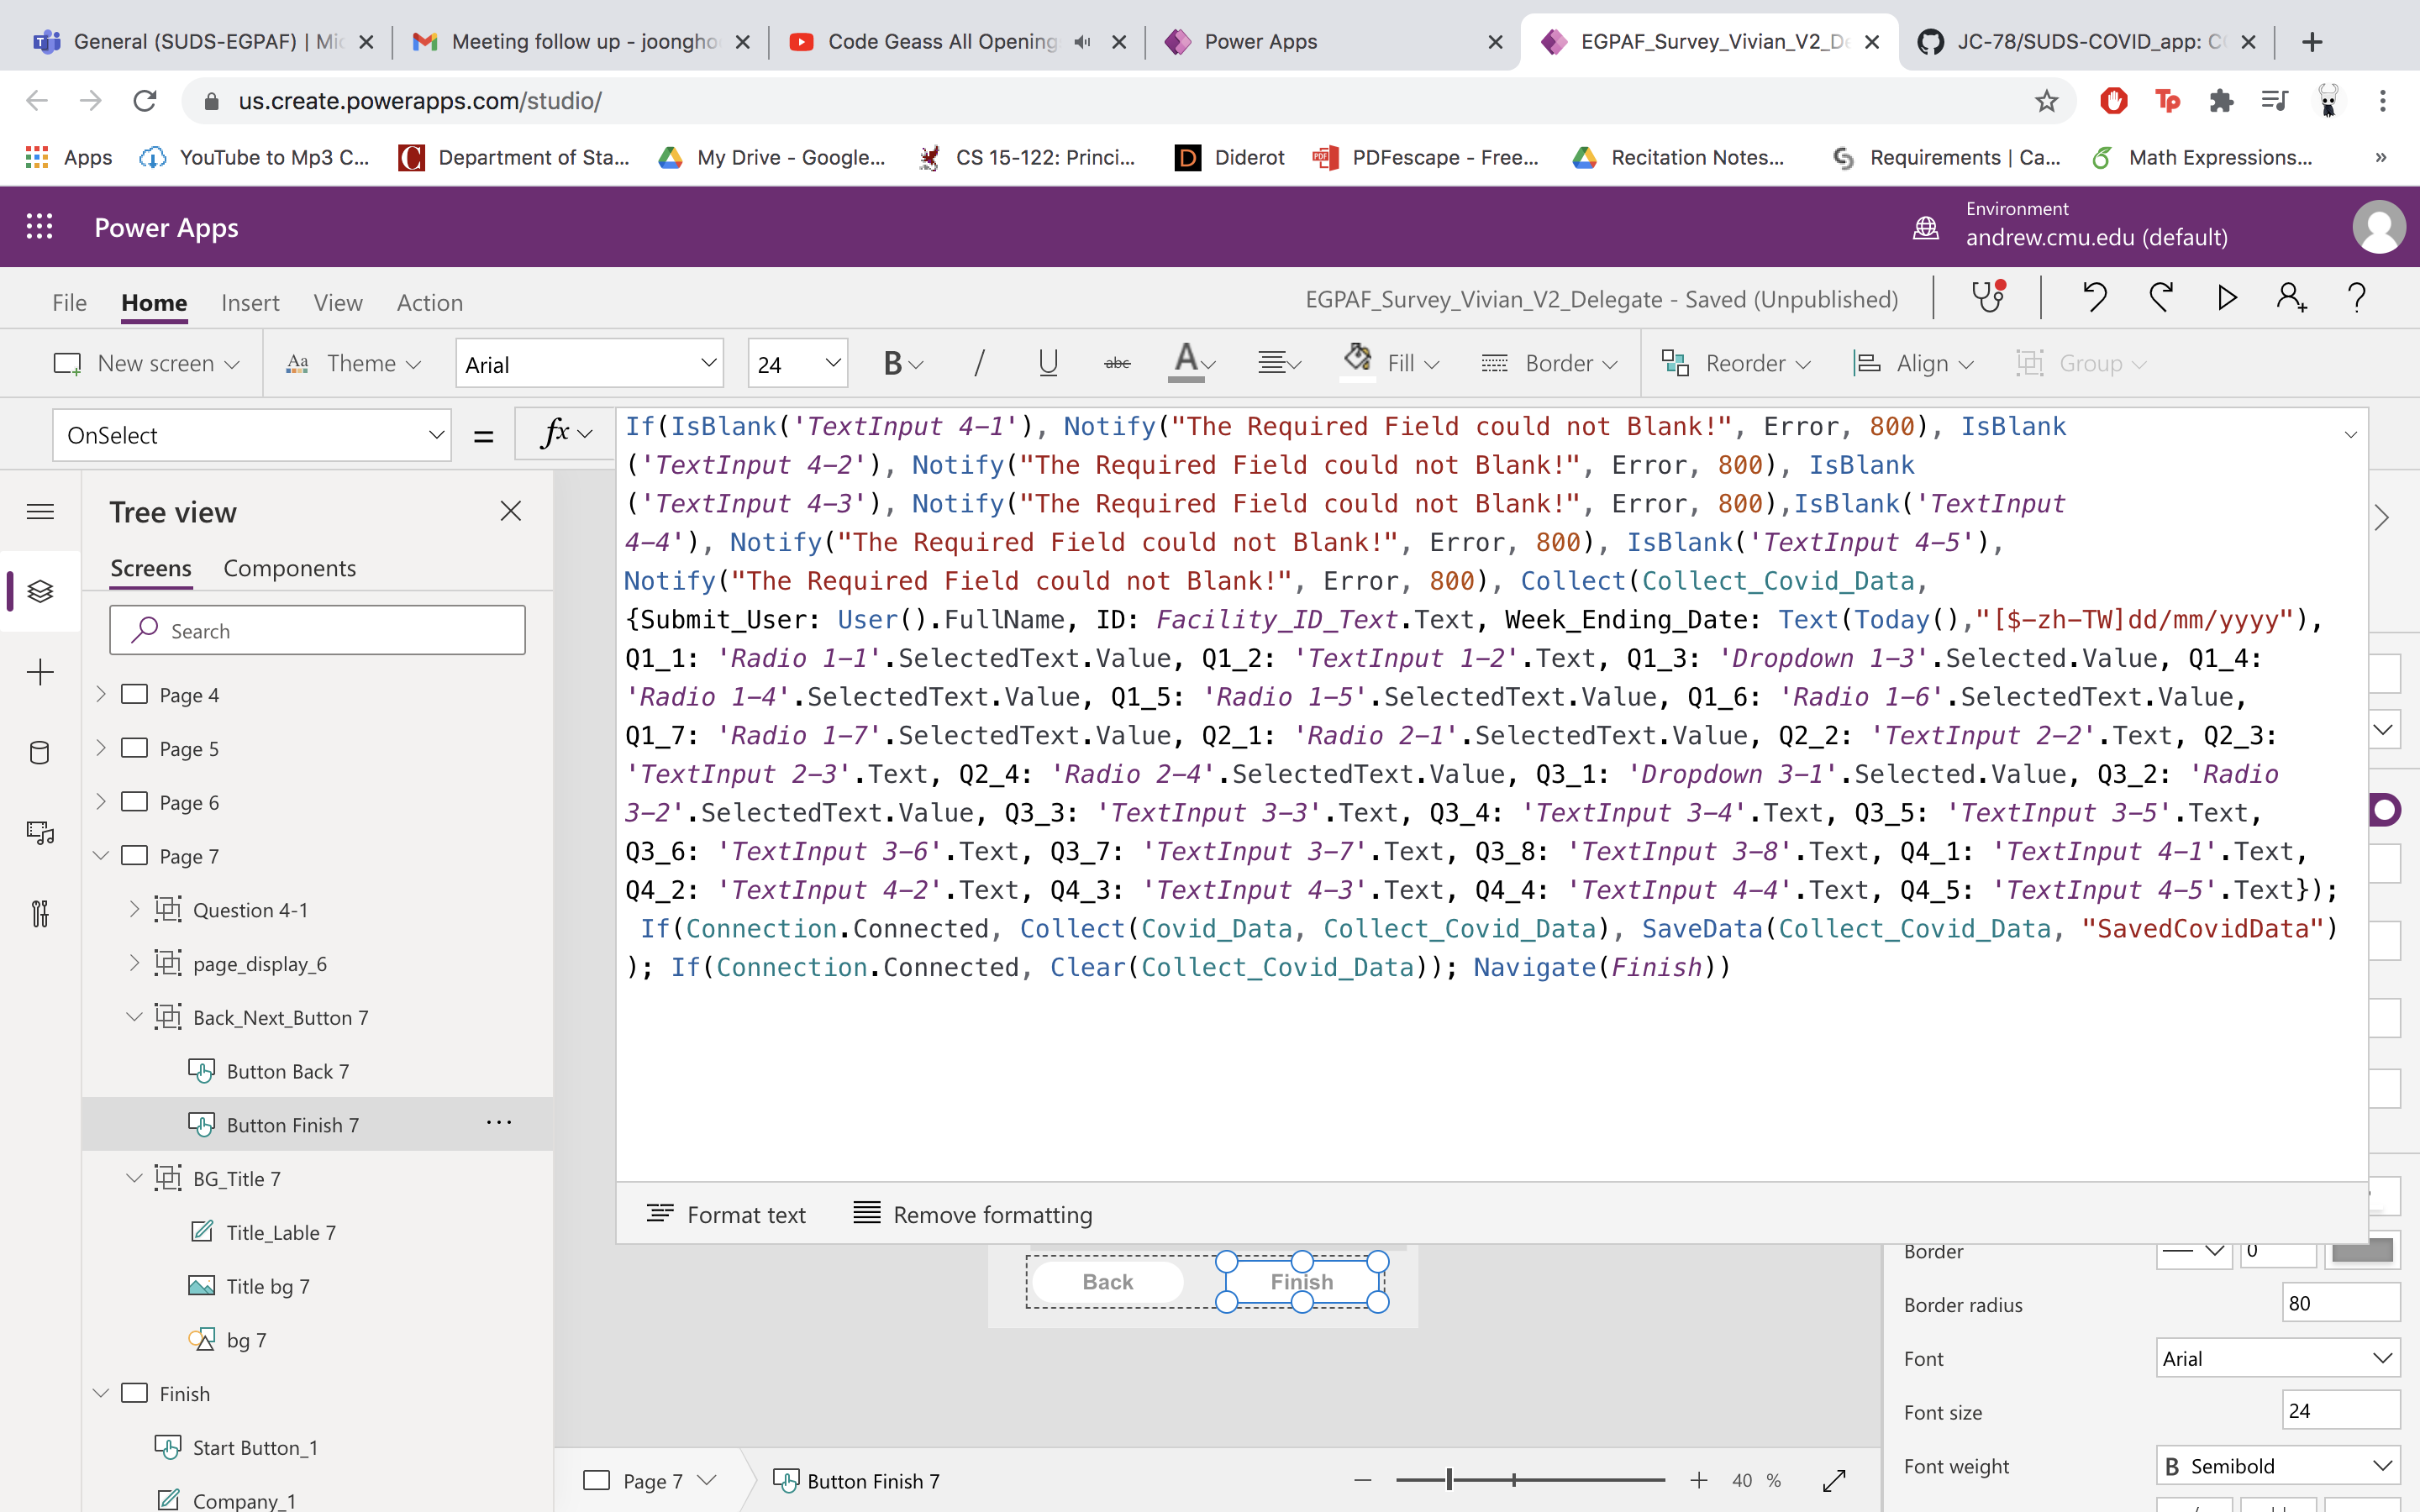 General (SUDS-EGPAF) | Mic
Meeting follow up - joongho
Code Geass All Opening
Power Apps
EGPAF_Survey_Vivian_V2_De
JC-78/SUDS-COVID_app: C
us.create.powerapps.com/studio/
Apps
YouTube to Mp3 C...
Department of Sta...
My Drive - Google...
CS 15-122: Princi...
Diderot
PDFescape - Free...
Recitation Notes...
Requirements | Ca...
Math Expressions...
»
Power Apps
Environment
andrew.cmu.edu (default)
File
Home
Insert
View
Action
EGPAF_Survey_Vivian_V2_Delegate - Saved (Unpublished)
New screen
Theme
Arial
24
B
abc
Fill
Border
Reorder
Align
Group
OnSelect
=
fx
If(IsBlank('TextInput 4-1'), Notify("The Required Field could not Blank!", Error, 800), IsBlank
('TextInput 4-2'), Notify("The Required Field could not Blank!", Error, 800), IsBlank
('TextInput 4-3'), Notify("The Required Field could not Blank!", Error, 800),IsBlank('TextInput
4-4'), Notify("The Required Field could not Blank!", Error, 800), IsBlank('TextInput 4-5'),
Notify("The Required Field could not Blank!", Error, 800), Collect(Collect_Covid_Data,
{Submit_User: User().FullName, ID: Facility_ID_Text.Text, Week_Ending_Date: Text(Today(),"[$-zh-TW]dd/mm/yyyy"),
Q1_1: 'Radio 1-1'.SelectedText.Value, Q1_2: 'TextInput 1-2'.Text, Q1_3: 'Dropdown 1-3'.Selected.Value, Q1_4:
'Radio 1-4'.SelectedText.Value, Q1_5: 'Radio 1-5'.SelectedText.Value, Q1_6: 'Radio 1-6'.SelectedText.Value,
Q1_7: 'Radio 1-7'.SelectedText.Value, Q2_1: 'Radio 2-1'.SelectedText.Value, Q2_2: 'TextInput 2-2'.Text, Q2_3:
'TextInput 2-3'.Text, Q2_4: 'Radio 2-4'.SelectedText.Value, Q3_1: 'Dropdown 3-1'.Selected.Value, Q3_2: 'Radio
3-2'.SelectedText.Value, Q3_3: 'TextInput 3-3'.Text, Q3_4: 'TextInput 3-4'.Text, Q3_5: 'TextInput 3-5'.Text,
Q3_6: 'TextInput 3-6'.Text, Q3_7: 'TextInput 3-7'.Text, Q3_8: 'TextInput 3-8'.Text, Q4_1: 'TextInput 4-1'.Text,
Q4_2: 'TextInput 4-2'.Text, Q4_3: 'TextInput 4-3'.Text, Q4_4: 'TextInput 4-4'.Text, Q4_5: 'TextInput 4-5'.Text});
If(Connection.Connected, Collect(Covid_Data, Collect_Covid_Data), SaveData(Collect_Covid_Data, "SavedCovidData")
); If(Connection.Connected, Clear(Collect_Covid_Data)); Navigate(Finish))
Format text
Remove formatting
Tree view
Screens
Components
Search
Page 4
Page 5
Page 6
Page 7
Question 4-1
page_display_6
Back_Next_Button 7
Button Back 7
Button Finish 7
BG_Title 7
Title_Lable 7
Title bg 7
bg 7
Finish
Start Button_1
Company_1
Back
Finish
Page 7
Button Finish 7
40 %
Border
0
Border radius
80
Font
Arial
Font size
24
Font weight
B Semibold